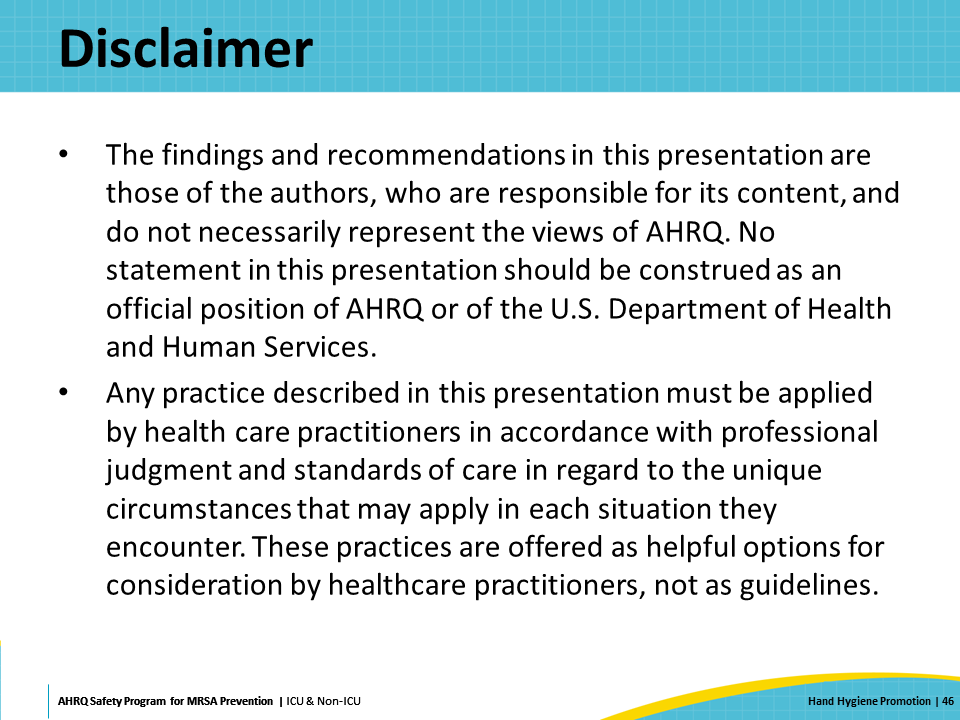 Disclaimer
• The findings and recommendations in this presentation are
those of the authors, who are responsible for its content, and
do not necessarily represent the views of AHRQ. No
statement in this presentation should be construed as an
official position of AHRQ or of the U.S. Department of Health
and Human Services.
• Any practice described in this presentation must be applied
by health care practitioners in accordance with professional
judgment and standards of care in regard to the unique
circumstances that may apply in each situation they
encounter. These practices are offered as helpful options for
consideration by healthcare practitioners, not as guidelines.
AHRQ Safety Program for MRSA Prevention | ICU & Non-ICU
Hand Hygiene Promotion | 46